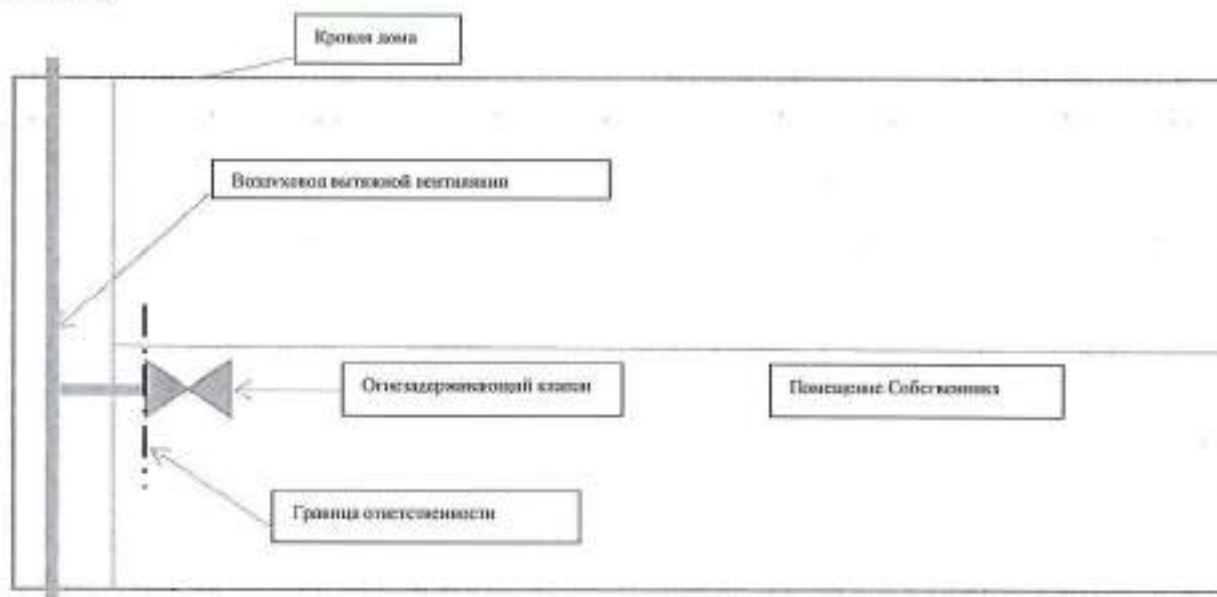 Кровля дома
Воздуховод вытяжной вентиляции
Огнезадерживающий клапан
Помещение Собственника
Граница ответственности